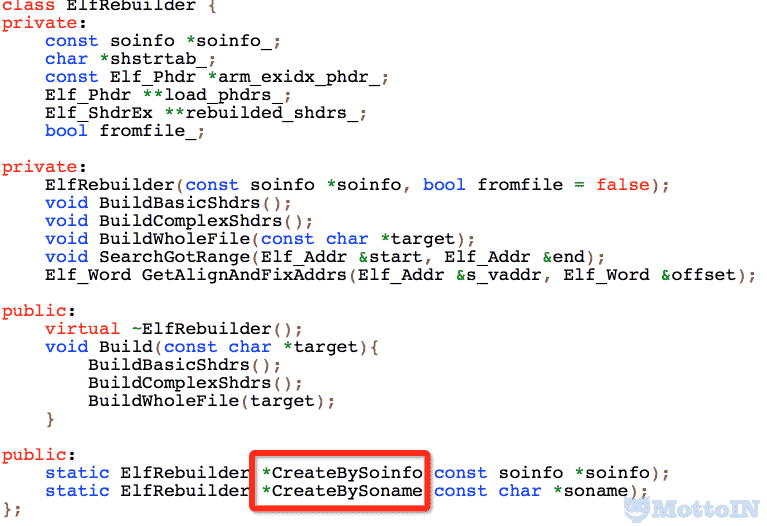 class ElfRebuilder {
private:
    const soinfo *soinfo_;
    char *shstrtab_;
    const Elf_Phdr *arm_exidx_phdr_;
    Elf_Phdr **load_phdrs_;
    Elf_ShdrEx **rebuilded_shdrs_;
    bool fromfile_;
private:
    ElfRebuilder(const soinfo *soinfo, bool fromfile = false);
    void BuildBasicShdrs();
    void BuildComplexShdrs();
    void BuildWholeFile(const char *target);
    void SearchGotRange(Elf_Addr &start, Elf_Addr &end);
    Elf_Word GetAlignAndFixAddrs(Elf_Addr &s_vaddr, Elf_Word &offset);
public:
    virtual ~ElfRebuilder();
    void Build(const char *target){
        BuildBasicShdrs();
        BuildComplexShdrs();
        BuildWholeFile(target);
    }
public:
    static ElfRebuilder *CreateBySoinfo(const soinfo *soinfo);
    static ElfRebuilder *CreateBySoname(const char *soname);
};
MottoIN